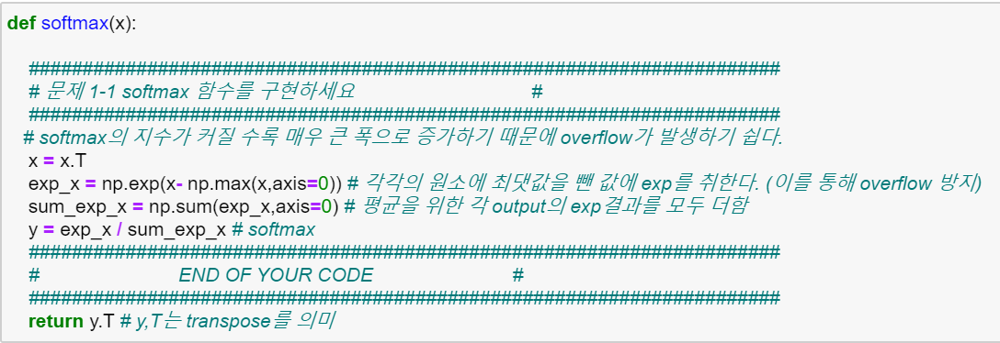 def softmax(x):
######################################################################
# 문제 1-1 softmax 함수를 구현하세요 #
######################################################################
# softmax의 지수가 커질 수록 매우 큰 폭으로 증가하기 때문에 overflow가 발생하기 쉽다.
x = x.T
exp_x = np.exp(x- np.max(x,axis=0)) # 각각의 원소에 최댓값을 뺀 값에 exp를 취한다. (이를 통해 overflow 방지)
sum_exp_x = np.sum(exp_x,axis=0) # 평균을 위한 각 output의 exp결과를 모두 더함
y = exp_x / sum_exp_x # softmax
######################################################################
# END OF YOUR CODE #
######################################################################
return y.T # y,T는 transpose를 의미